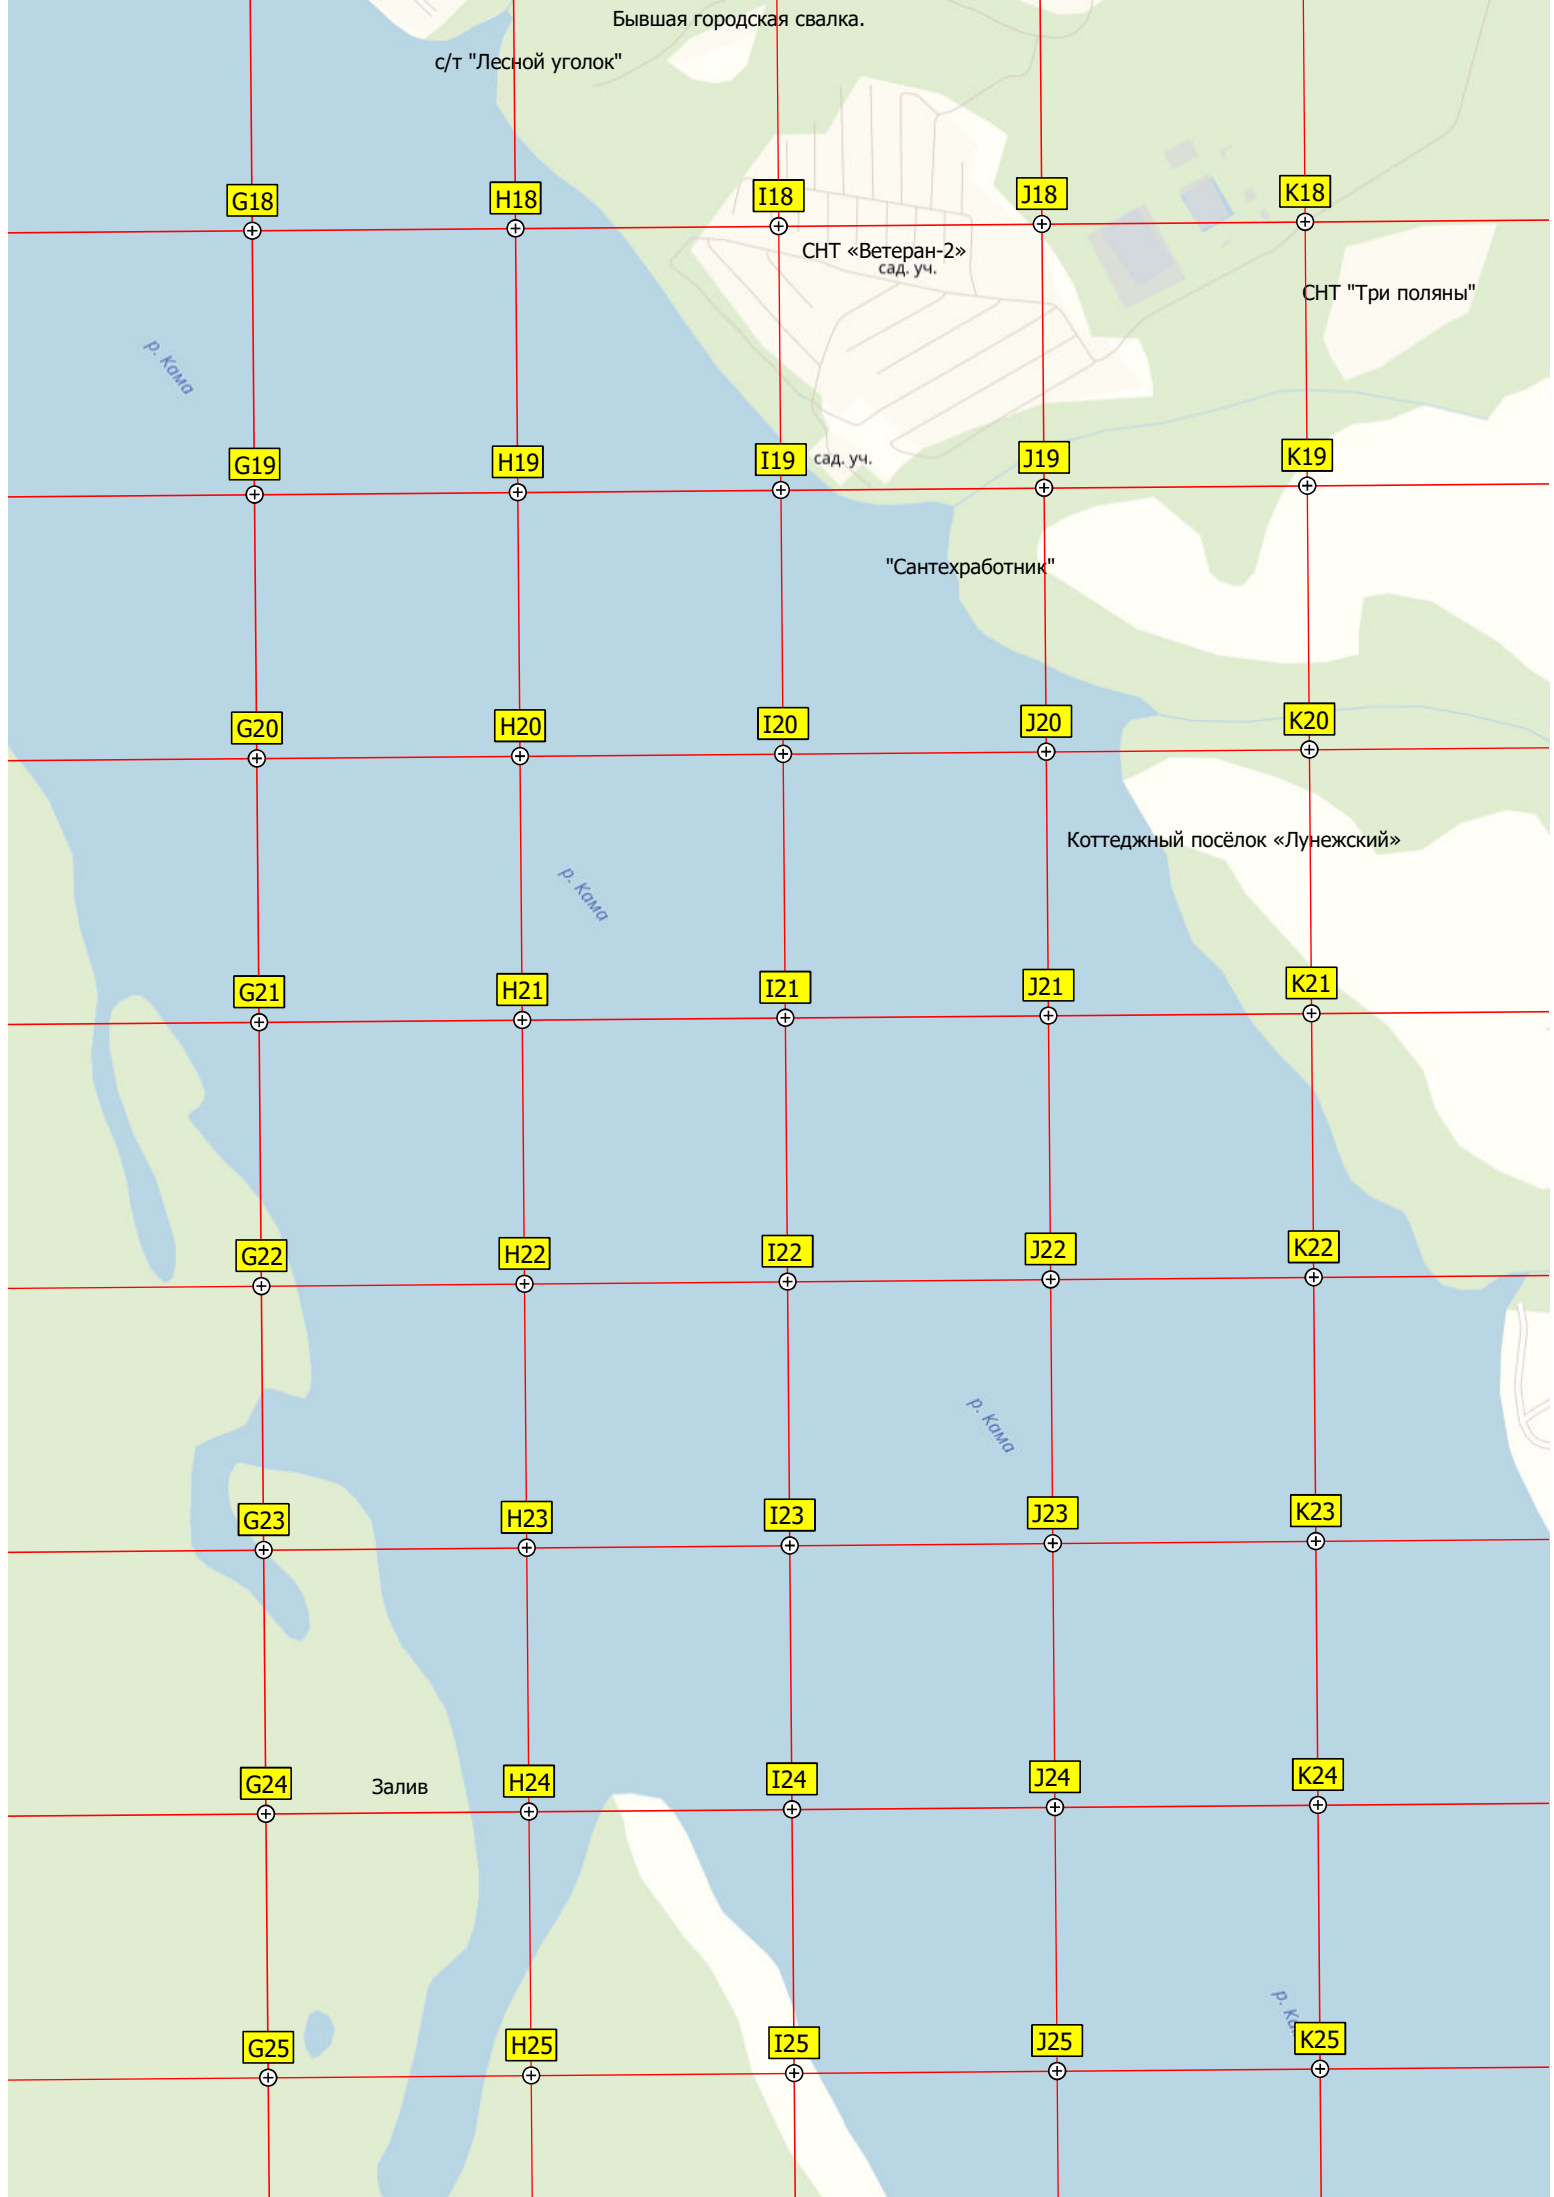 Бывшая городская свалка.
с/т "Лесной уголок"
G18
H18
I18
J18
K18
СНТ «Ветеран-2»
сад. уч.
СНТ "Три поляны"
р. Кама
G19
H19
I19
сад. уч.
J19
K19
"Сантехработник"
G20
H20
I20
J20
K20
Коттеджный посёлок «Лунежский»
р. Кама
G21
H21
I21
J21
K21
G22
H22
I22
J22
K22
р. Кама
G23
H23
I23
J23
K23
G24
Залив
H24
I24
J24
K24
р. Ка
G25
H25
I25
J25
K25